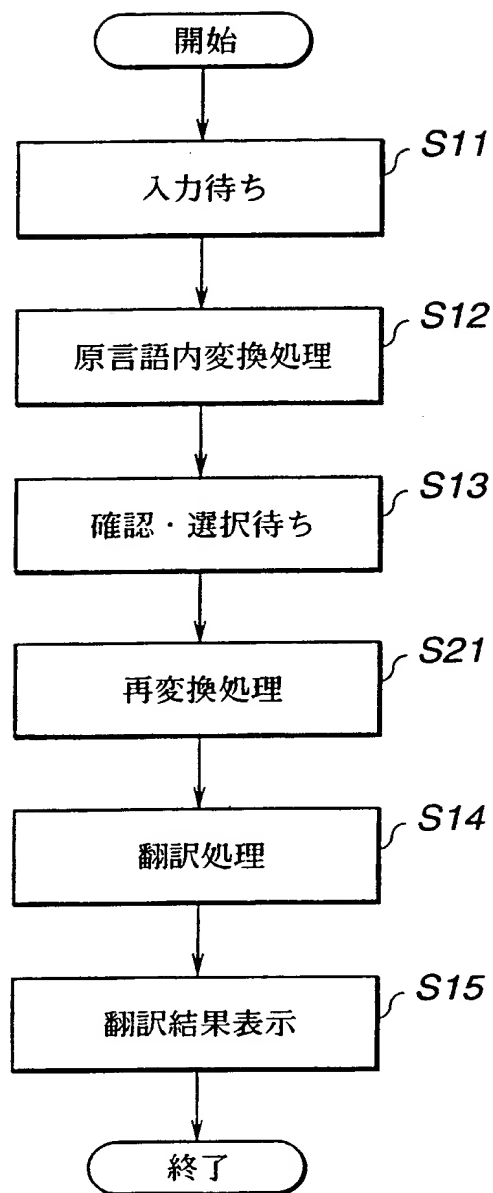 開始
S11
入力待ち
S12
原言語内変換処理
S13
確認・選択待ち
S21
再変換処理
S14
翻訳処理
S15
翻訳結果表示
終了